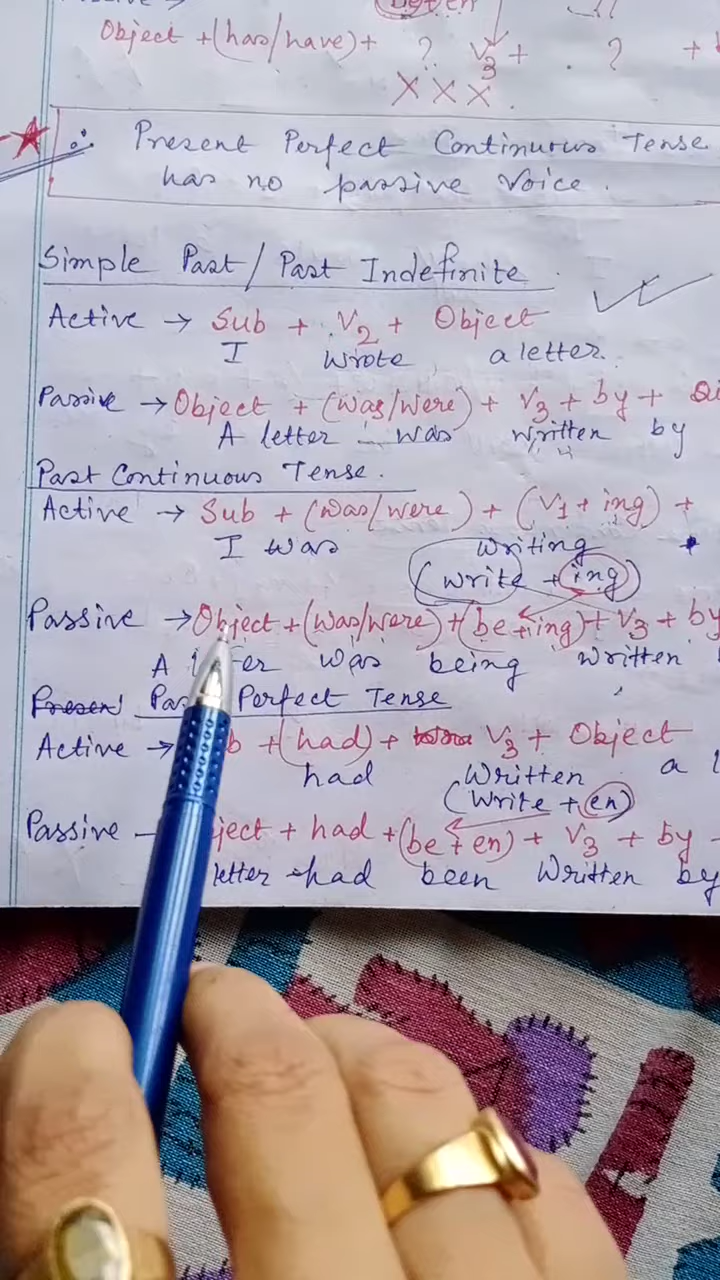 Object + (has/have) + ? V3 + . ? +
X X X .
∴ Present Perfect Continuous Tense
has no passive voice .
Simple Past / Past Indefinite
Active → Sub + V2 + Object
I wrote a letter.
Passive → Object + (was/were) + V3 + by +
A letter was written by
Past Continuous Tense.
Active → Sub + (was/were) + (V1 + ing) +
I was writing
(write + ing)
Passive → Object + (was/were) + (be + ing) + V3 + by
A was being written
Perfect Tense
Active → + (had) + V3 + Object
had written a
(write + en)
Passive + had + (be + en) + V3 + by
letter had been written by